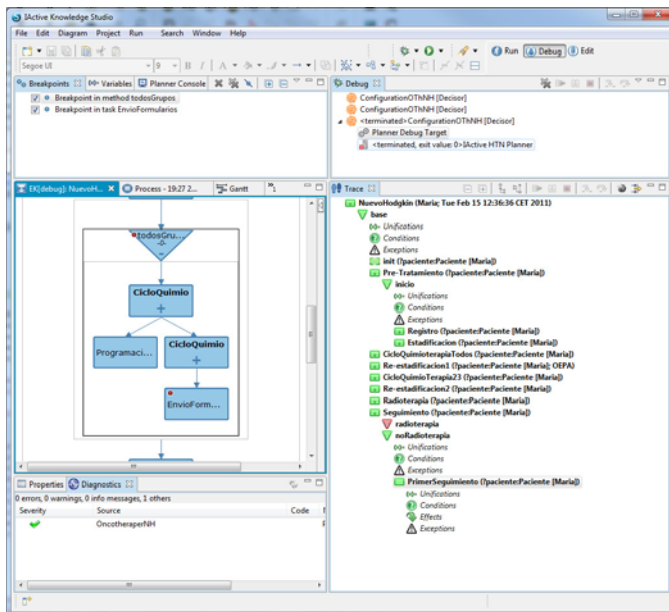 IActive Knowledge Studio
File Edit Diagram Project Run Search Window Help
Segoe UI 9 B I A
Run Debug Edit
Breakpoints Variables Planner Console
Breakpoint in method todosGrupos
Breakpoint in task EnvioFormularios
Debug
ConfigurationOThNH [Decisor]
ConfigurationOThNH [Decisor]
<terminated>ConfigurationOThNH [Decisor]
Planner Debug Target
<terminated, exit value: 0>IActive HTN Planner
EK[debug]: NuevoH... Process - 19:27 2... Gantt »1
todosGru...
CicloQuimio
Programaci...
CicloQuimio
EnvioForm...
Trace
NuevoHodgkin (Maria; Tue Feb 15 12:36:36 CET 2011)
base
Unifications
Conditions
Exceptions
init (?paciente:Paciente [Maria])
Pre-Tratamiento (?paciente:Paciente [Maria])
inicio
Unifications
Conditions
Exceptions
Registro (?paciente:Paciente [Maria])
Estadificacion (?paciente:Paciente [Maria])
CicloQuimioterapiaTodos (?paciente:Paciente [Maria])
Re-estadificacion1 (?paciente:Paciente [Maria]; OEPA)
CicloQuimioTerapia23 (?paciente:Paciente [Maria])
Re-estadificacion2 (?paciente:Paciente [Maria])
Radioterapia (?paciente:Paciente [Maria])
Seguimiento (?paciente:Paciente [Maria])
radioterapia
noRadioterapia
Unifications
Conditions
Exceptions
PrimerSeguimiento (?paciente:Paciente [Maria])
Unifications
Conditions
Effects
Exceptions
Properties Diagnostics
0 errors, 0 warnings, 0 info messages, 1 others
Severity Source Code
OncotheraperNH